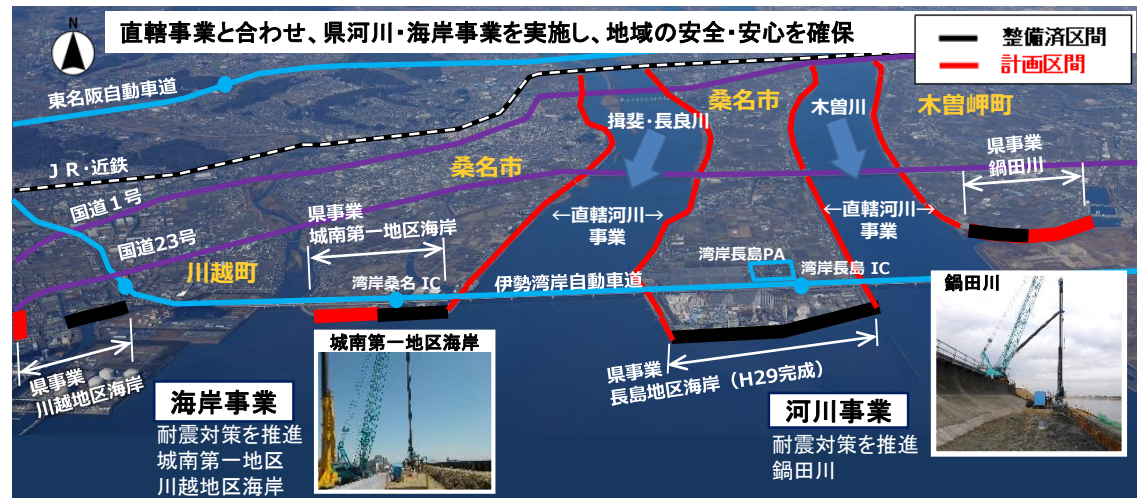 直轄事業と合わせ、県河川・海岸事業を実施し、地域の安全・安心を確保
N
整備済区間
計画区間
東名阪自動車道
JR・近鉄
国道1号
国道23号
桑名市
揖斐・長良川
桑名市
木曽川
木曽岬町
県事業
鍋田川
県事業
城南第一地区海岸
←直轄河川→
事業
←直轄河川→
事業
川越町
湾岸桑名 IC
伊勢湾岸自動車道
湾岸長島PA
湾岸長島 IC
県事業
川越地区海岸
県事業
長島地区海岸（H29完成）
城南第一地区海岸
鍋田川
海岸事業
耐震対策を推進
城南第一地区
川越地区海岸
河川事業
耐震対策を推進
鍋田川